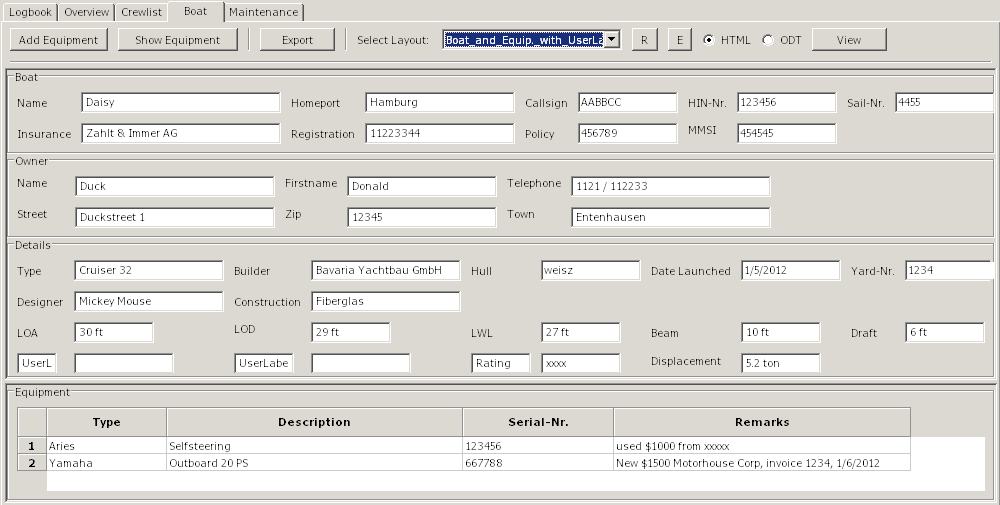 Logbook Overview Crewlist Boat Maintenance
Add Equipment Show Equipment Export Select Layout: Boat_and_Equip._with_UserLa R E HTML ODT View
Boat
Name Daisy Homeport Hamburg Callsign AABBCC HIN-Nr. 123456 Sail-Nr. 4455
Insurance Zahlt & Immer AG Registration 11223344 Policy 456789 MMSI 454545
Owner
Name Duck Firstname Donald Telephone 1121 / 112233
Street Duckstreet 1 Zip 12345 Town Entenhausen
Details
Type Cruiser 32 Builder Bavaria Yachtbau GmbH Hull weisz Date Launched 1/5/2012 Yard-Nr. 1234
Designer Mickey Mouse Construction Fiberglas
LOA 30 ft LOD 29 ft LWL 27 ft Beam 10 ft Draft 6 ft
UserL UserLabe Rating xxxx Displacement 5.2 ton
Equipment
Type Description Serial-Nr. Remarks
1 Aries Selfsteering 123456 used $1000 from xxxxx
2 Yamaha Outboard 20 PS 667788 New $1500 Motorhouse Corp, invoice 1234, 1/6/2012